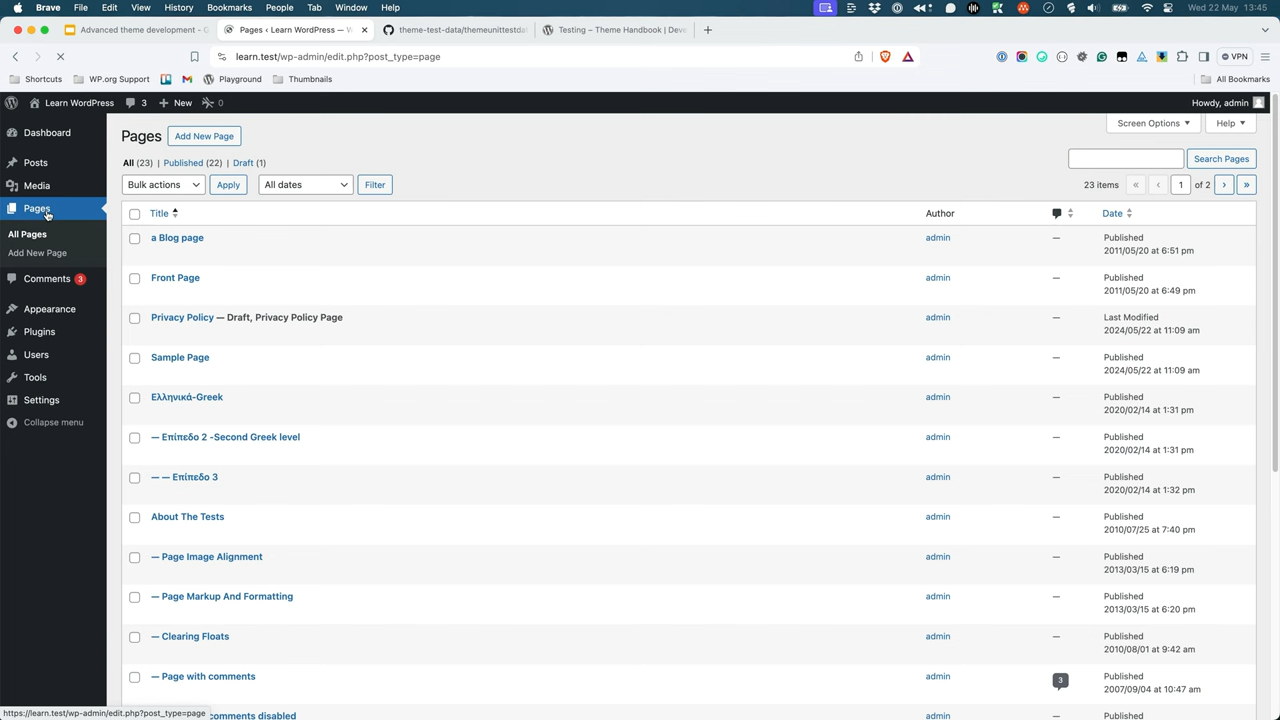 Brave File Edit View History Bookmarks People Tab Window Help Wed 22 May 13:45
Advanced theme development - G Pages ‹ Learn WordPress — W theme-test-data/themeunittestda Testing – Theme Handbook | Deve
learn.test/wp-admin/edit.php?post_type=page VPN
Shortcuts WP.org Support Playground Thumbnails All Bookmarks
Learn WordPress 3 New 0 Howdy, admin
Dashboard
Posts
Media
Pages
All Pages
Add New Page
Comments 3
Appearance
Plugins
Users
Tools
Settings
Collapse menu
Pages Add New Page Screen Options Help
All (23) | Published (22) | Draft (1) Search Pages
Bulk actions Apply All dates Filter 23 items « ‹ 1 of 2 › »
Title Author Date
a Blog page admin — Published
2011/05/20 at 6:51 pm
Front Page admin — Published
2011/05/20 at 6:49 pm
Privacy Policy — Draft, Privacy Policy Page admin — Last Modified
2024/05/22 at 11:09 am
Sample Page admin — Published
2024/05/22 at 11:09 am
Ελληνικά-Greek admin — Published
2020/02/14 at 1:31 pm
— Επίπεδο 2 -Second Greek level admin — Published
2020/02/14 at 1:31 pm
— — Επίπεδο 3 admin — Published
2020/02/14 at 1:32 pm
About The Tests admin — Published
2010/07/25 at 7:40 pm
— Page Image Alignment admin — Published
2013/03/15 at 6:19 pm
— Page Markup And Formatting admin — Published
2013/03/15 at 6:20 pm
— Clearing Floats admin — Published
2010/08/01 at 9:42 am
— Page with comments admin 3 Published
2007/09/04 at 10:47 am
comments disabled admin — Published
https://learn.test/wp-admin/edit.php?post_type=page